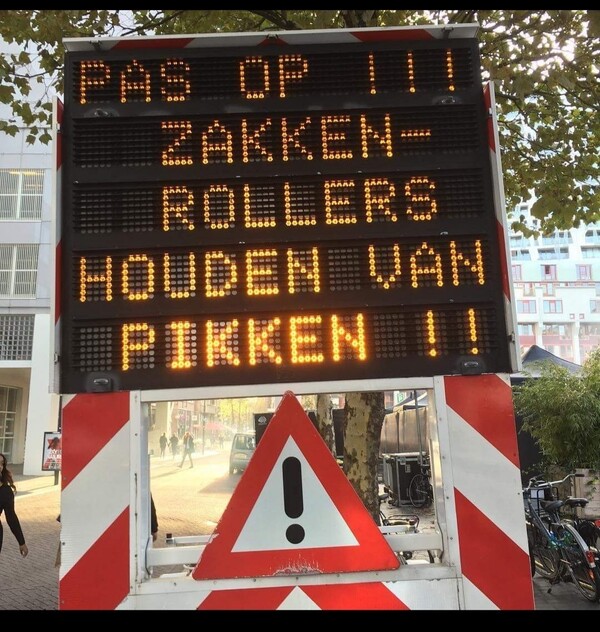 PAS OP !!!
ZAKKEN-
ROLLERS
HOUDEN VAN
PIKKEN !!